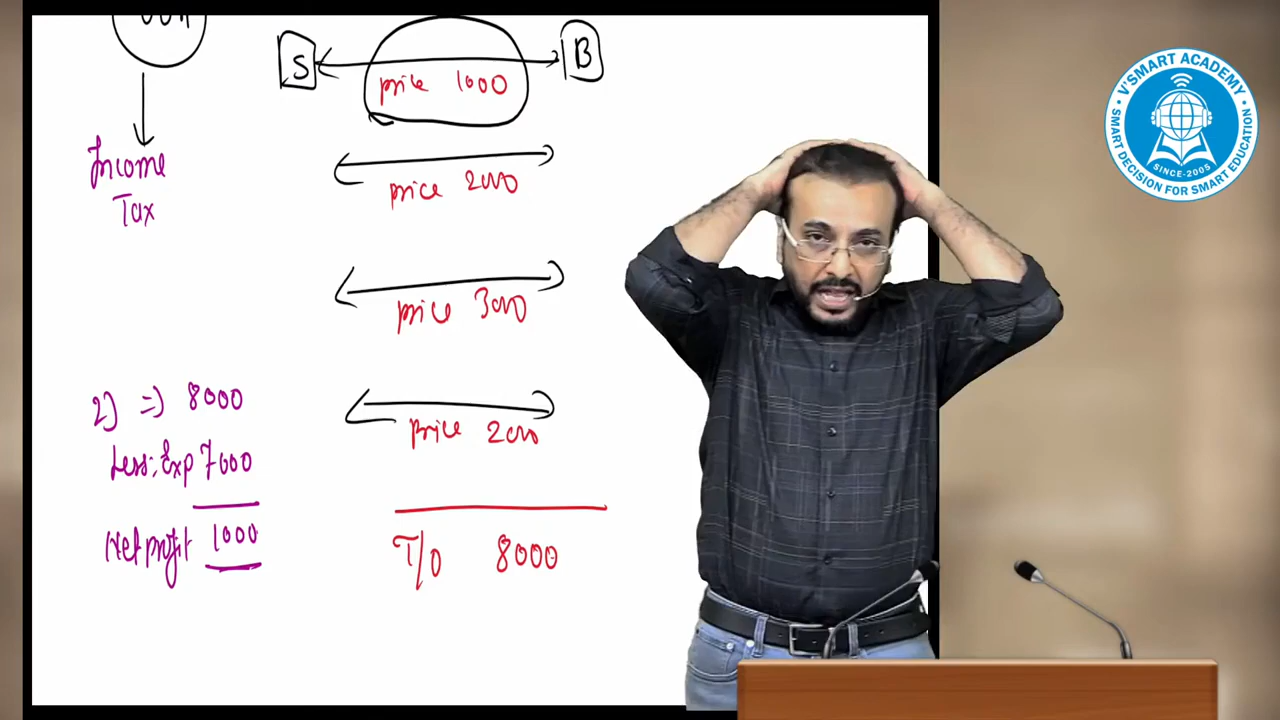 S
B
price 1000
Income
Tax
price 2000
price 3000
2) => 8000
price 2000
Less: Exp 7000
Net profit 1000
T/O 8000
V'SMART ACADEMY
SINCE-2005
SMART DECISION FOR SMART EDUCATION